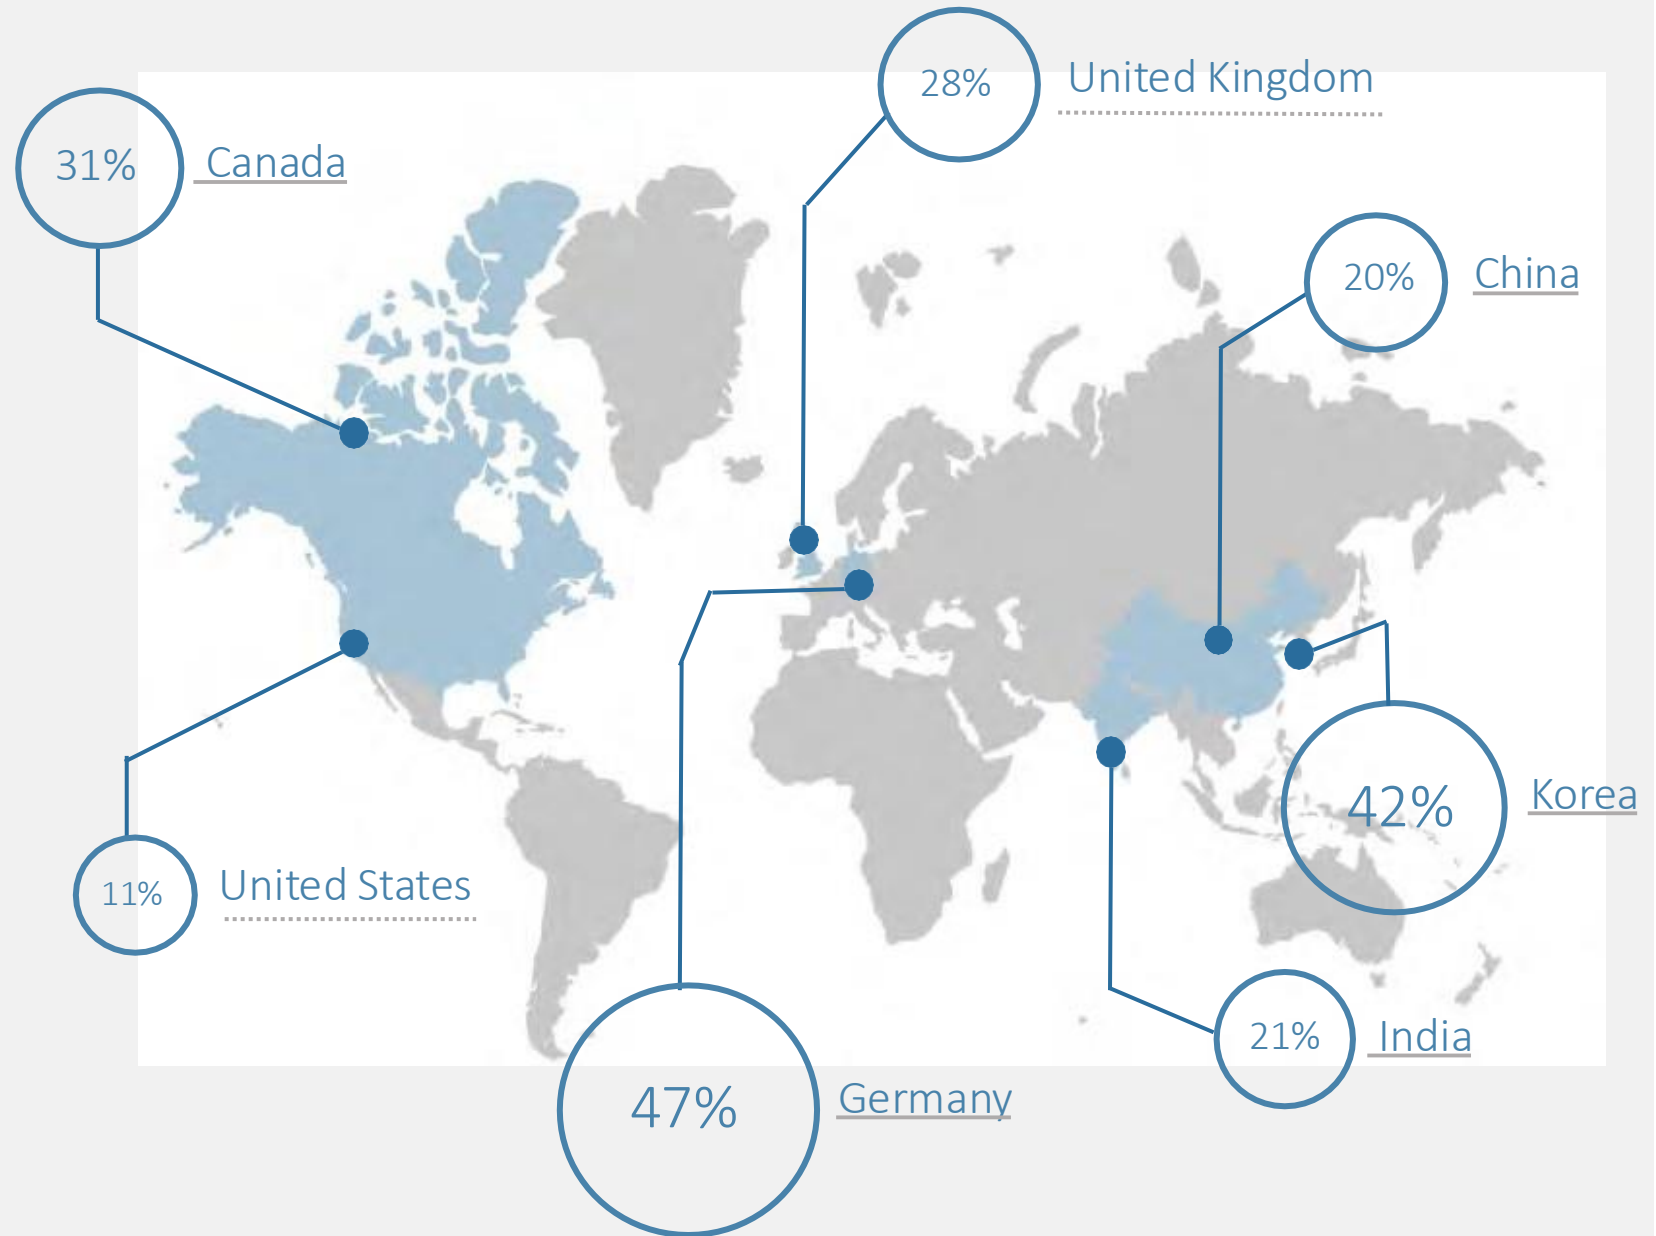 28% United Kingdom
31% Canada
20% China
42% Korea
11% United States
21% India
47% Germany